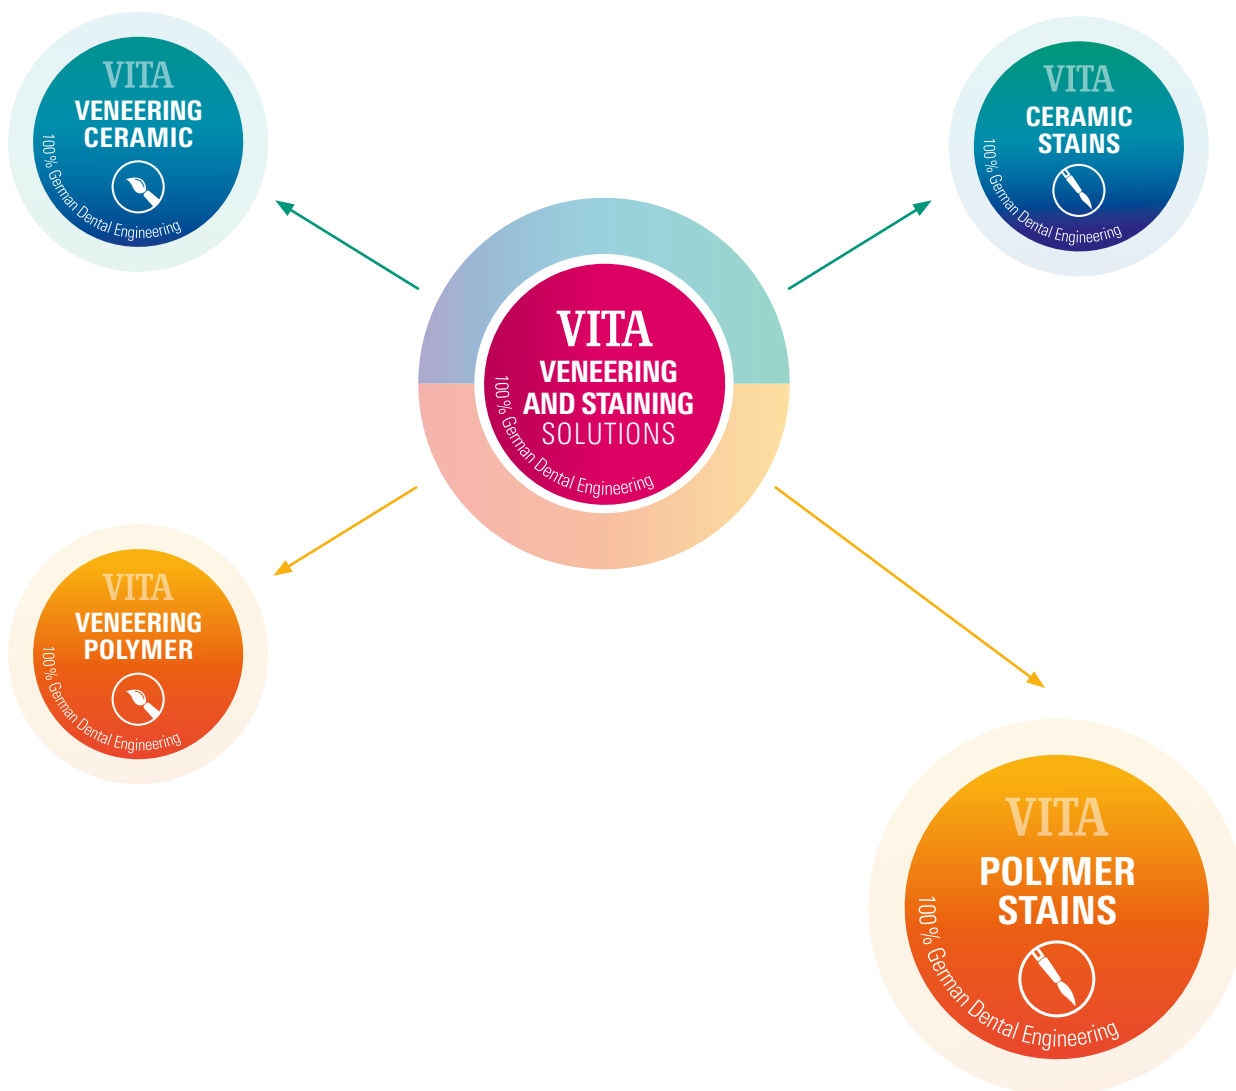 VITA
VENEERING
CERAMIC
100% German Dental Engineering
VITA
CERAMIC
STAINS
100% German Dental Engineering
VITA
VENEERING
AND STAINING
SOLUTIONS
100% German Dental Engineering
VITA
VENEERING
POLYMER
100% German Dental Engineering
VITA
POLYMER
STAINS
100% German Dental Engineering